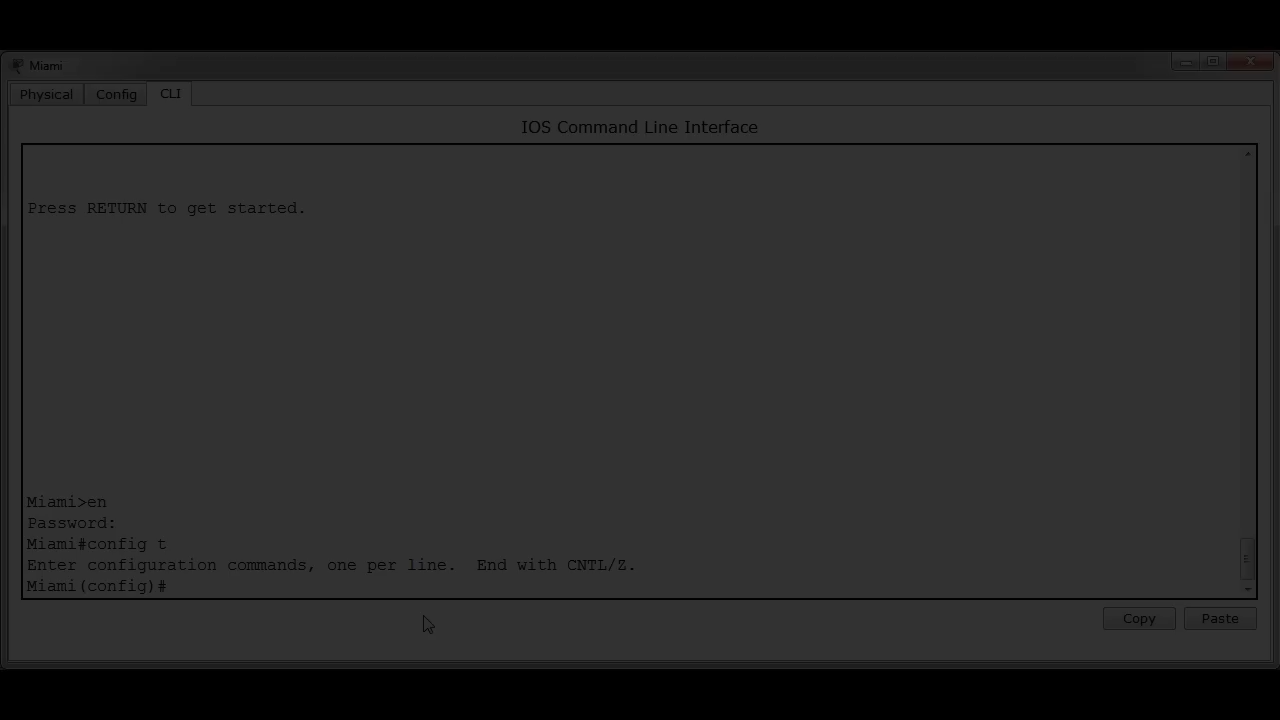 Miami
Physical Config CLI
IOS Command Line Interface
Press RETURN to get started.
Miami>en
Password:
Miami#config t
Enter configuration commands, one per line.  End with CNTL/Z.
Miami(config)#
Copy Paste